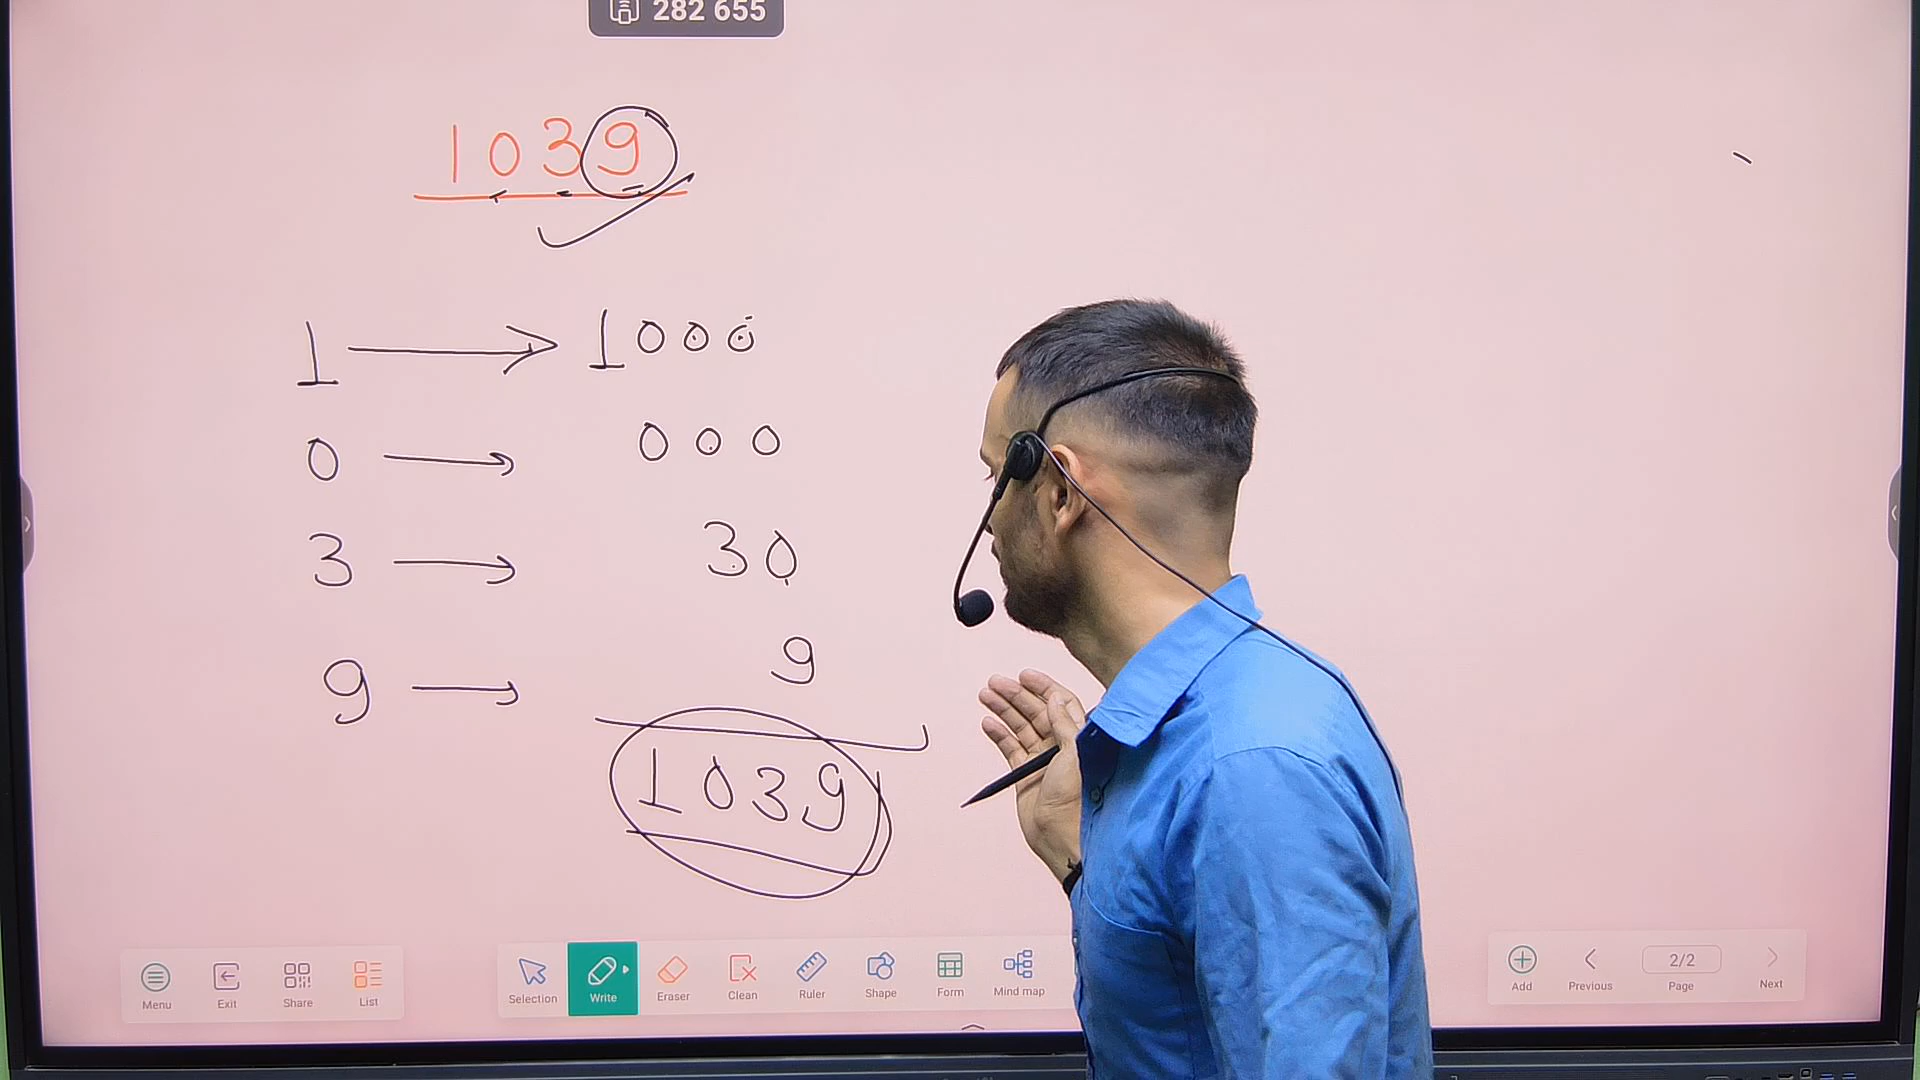 282 655
1039
1 → 1000
0 → 000
3 → 30
9 → 9
1039
Menu Exit Share List
Selection Write Eraser Clean Ruler Shape Form Mind map
Add Previous 2/2 Page Next